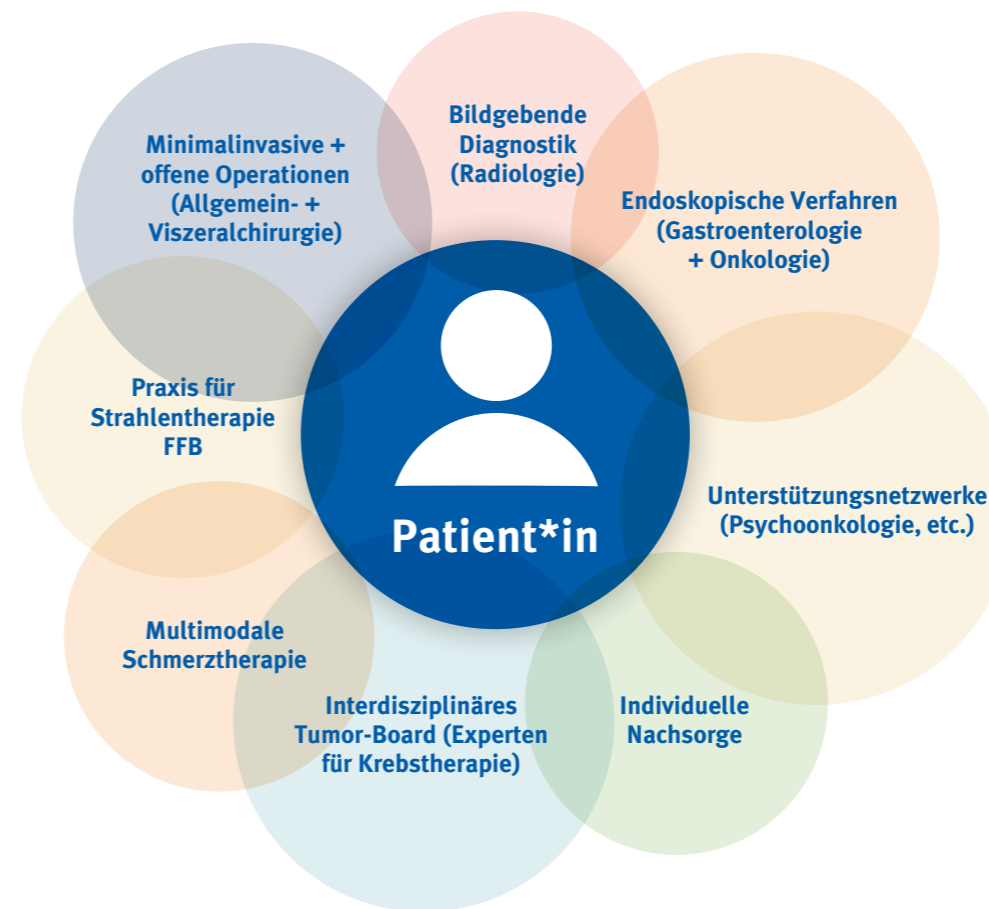 Bildgebende
Diagnostik
(Radiologie)
Minimalinvasive +
offene Operationen
(Allgemein- +
Viszeralchirurgie)
Endoskopische Verfahren
(Gastroenterologie
+ Onkologie)
Praxis für
Strahlentherapie
FFB
Patient*in
Unterstützungsnetzwerke
(Psychoonkologie, etc.)
Multimodale
Schmerztherapie
Interdisziplinäres
Tumor-Board (Experten
für Krebstherapie)
Individuelle
Nachsorge